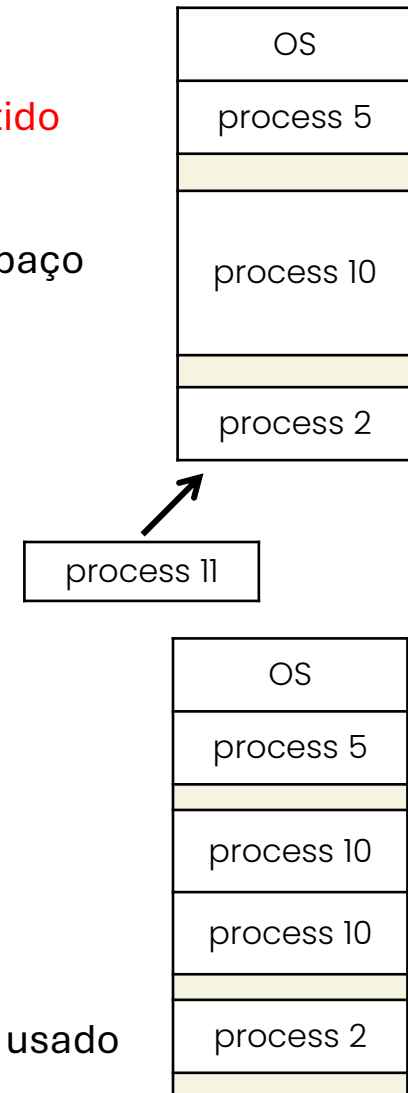 OS
tido
process 5
paço
process 10
process 2
process 11
OS
process 5
process 10
process 10
usado
process 2